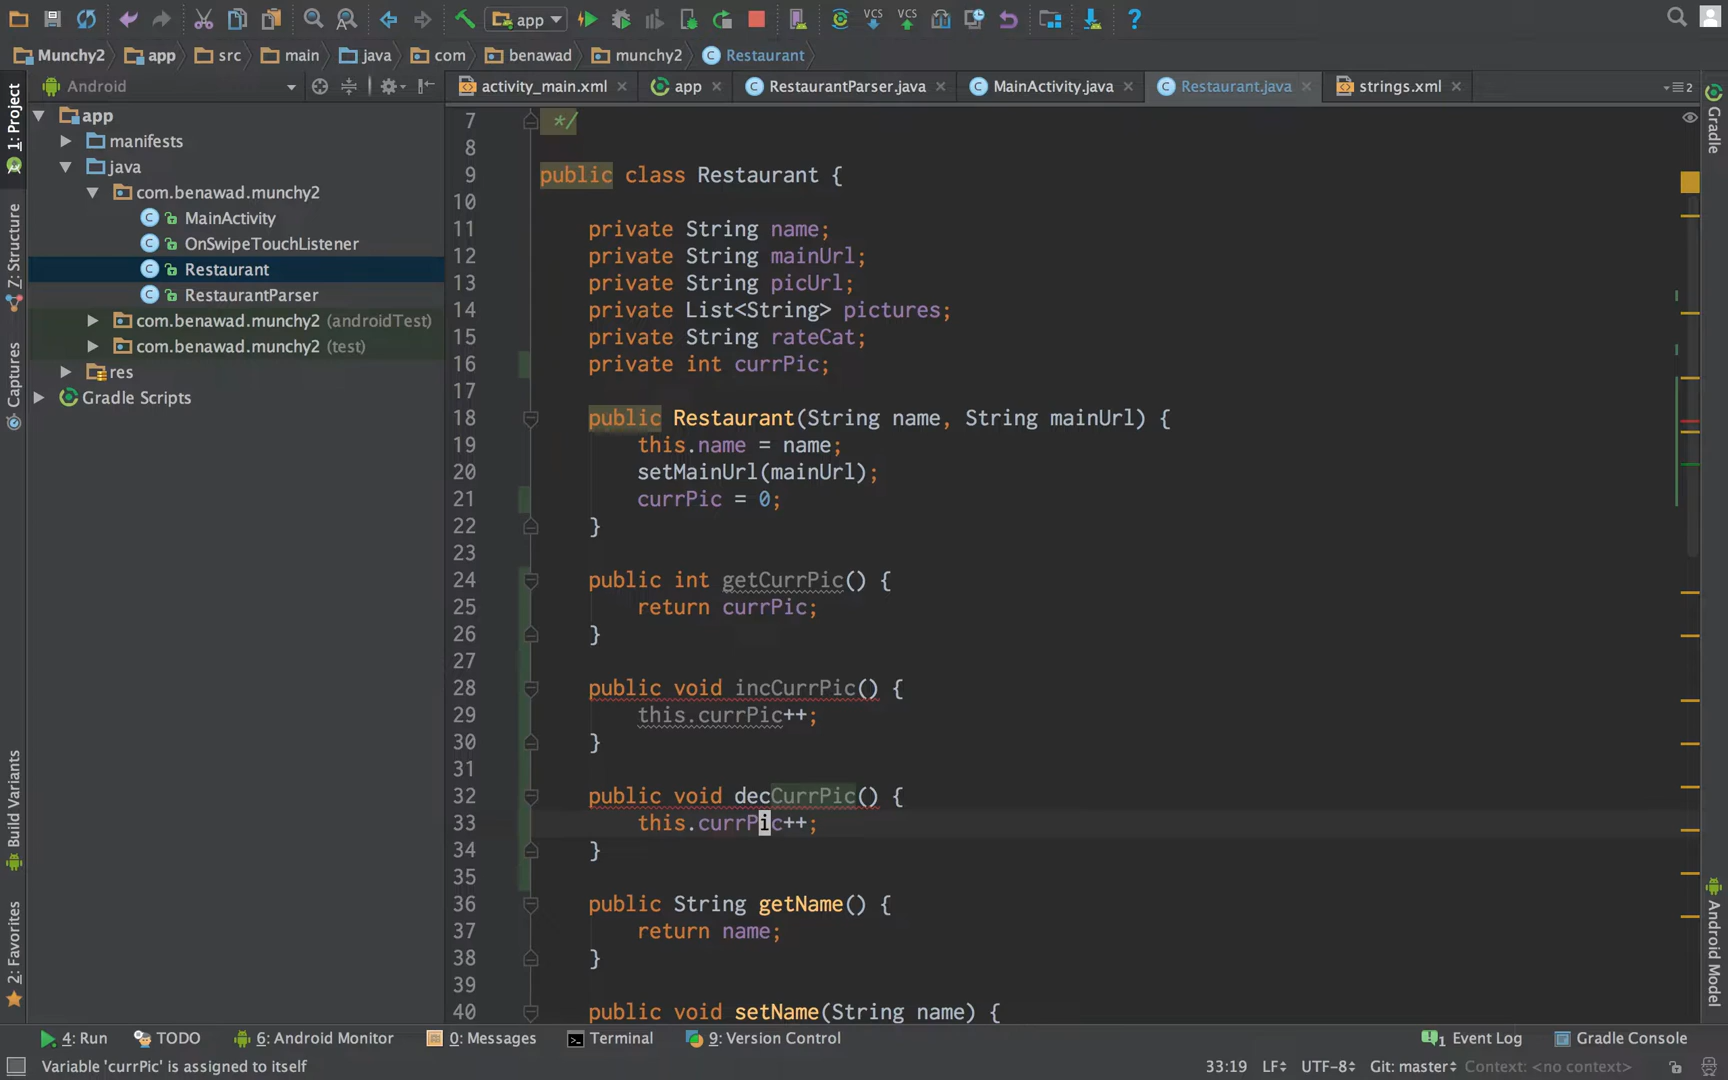 app
Munchy2 app src main java com benawad munchy2 Restaurant
Android
activity_main.xml app RestaurantParser.java MainActivity.java Restaurant.java strings.xml
2
1: Project
Z: Structure
Captures
Build Variants
2: Favorites
app
manifests
java
com.benawad.munchy2
MainActivity
OnSwipeTouchListener
Restaurant
RestaurantParser
com.benawad.munchy2 (androidTest)
com.benawad.munchy2 (test)
res
Gradle Scripts
7 */
8
9 public class Restaurant {
10
11 private String name;
12 private String mainUrl;
13 private String picUrl;
14 private List<String> pictures;
15 private String rateCat;
16 private int currPic;
17
18 public Restaurant(String name, String mainUrl) {
19 this.name = name;
20 setMainUrl(mainUrl);
21 currPic = 0;
22 }
23
24 public int getCurrPic() {
25 return currPic;
26 }
27
28 public void incCurrPic() {
29 this.currPic++;
30 }
31
32 public void decCurrPic() {
33 this.currPic++;
34 }
35
36 public String getName() {
37 return name;
38 }
39
40 public void setName(String name) {
Gradle
Android Model
4: Run TODO 6: Android Monitor 0: Messages Terminal 9: Version Control 1 Event Log Gradle Console
Variable 'currPic' is assigned to itself 33:19 LF UTF-8 Git: master Context: <no context>